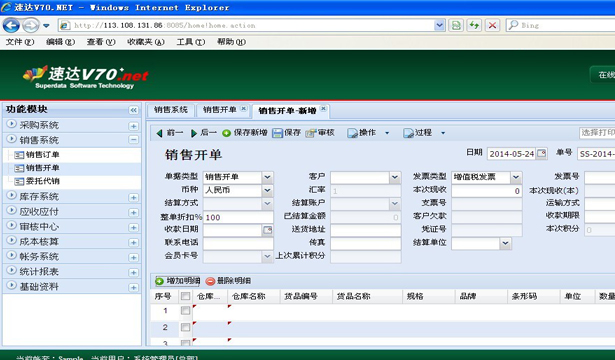 速达V70.NET - Windows Internet Explorer
http://113.108.131.86:8085/home!home.action
Bing
文件(F) 编辑(E) 查看(V) 收藏夹(A) 工具(T) 帮助(H)
速达V70+.net
Superdata Software Technology
在线
功能模块 «
销售系统 销售开单 销售开单-新增
采购系统
销售系统
销售订单
销售开单
委托代销
库存系统
应收应付
审核中心
成本核算
帐务系统
统计报表
基础资料
前一 后一 保存新增 保存 审核 操作 过程 选择打印
销售开单
日期 2014-05-24 单号 SS-2014-
单据类型 销售开单 客户 发票类型 增值税发票 发票号
币种 人民币 汇率 1 本次现收 0 本次现收(本)
结算方式 结算账户 支票号 运输方式
整单折扣% 100 已结算金额 0 客户欠款 收款期限
收款日期 送货地址 凭证号 本次积分 0
联系电话 传真 结算单位
会员卡号 上次累计积分
增加明细 删除明细
序号 仓库... 仓库名称 货品编号 货品名称 规格 品牌 条形码 单位 数量
1
2
3
当前帐套: Sample 当前用户: 系统管理员[总部]